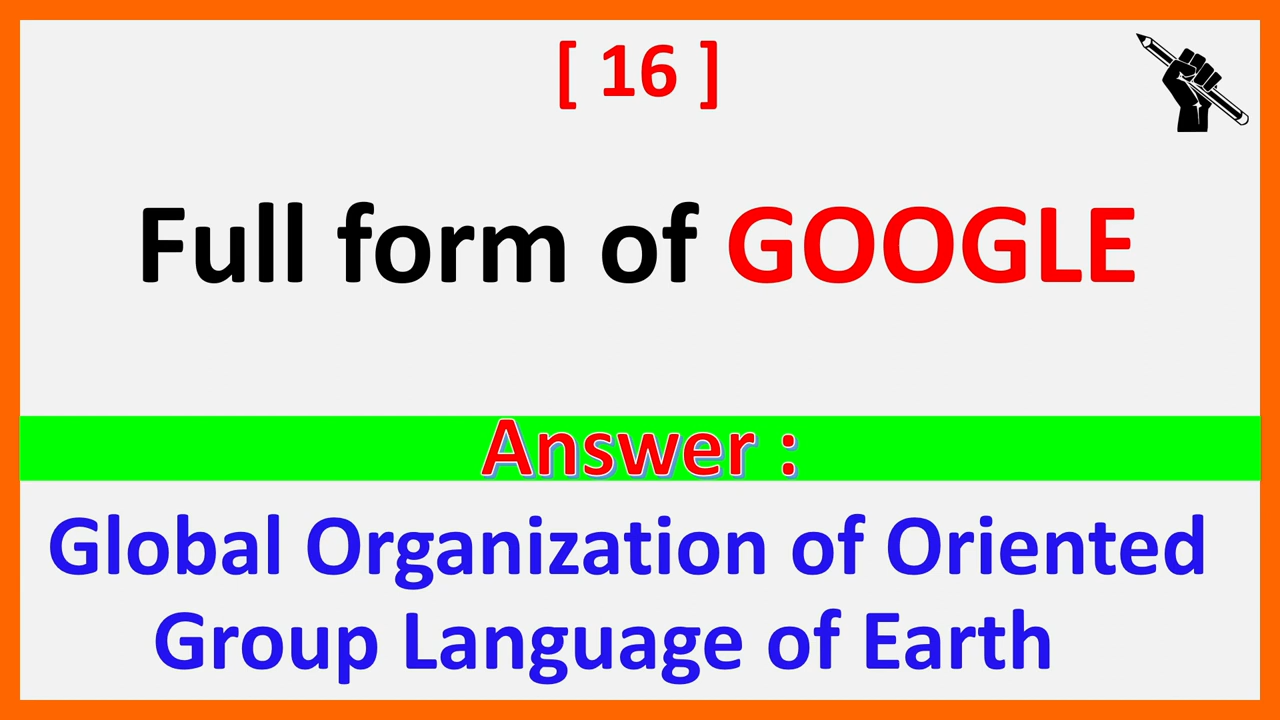 [ 16 ]
Full form of GOOGLE
Answer :
Global Organization of Oriented
Group Language of Earth